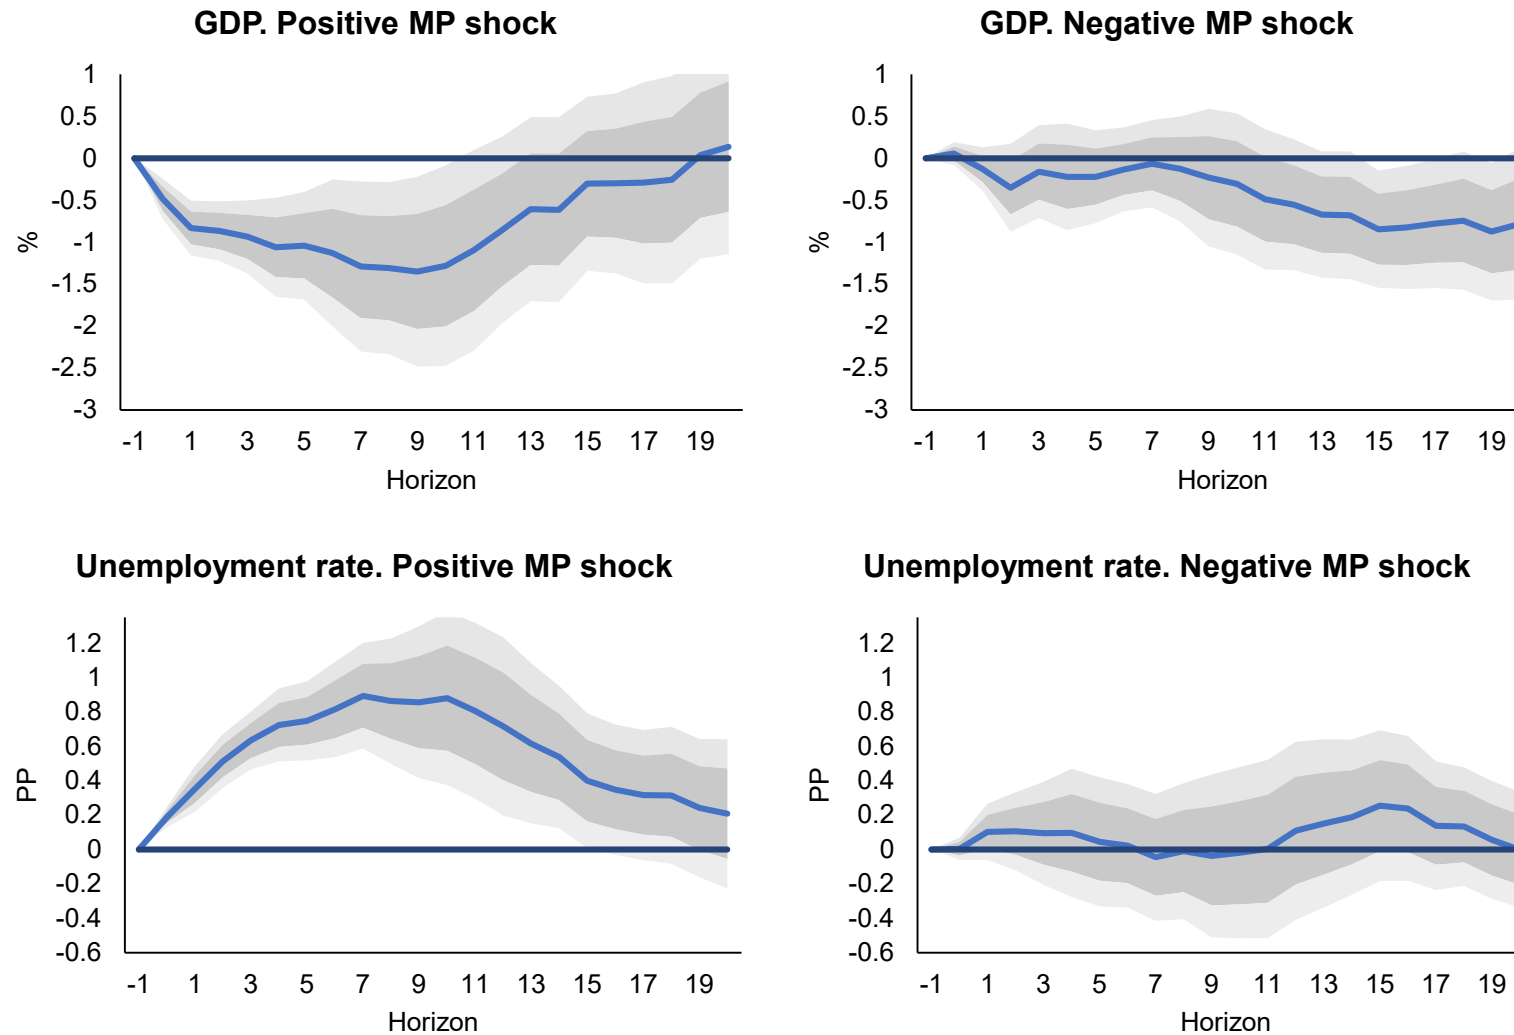 GDP. Positive MP shock
1
0.5
0
-0.5
-1
-1.5
-2
-2.5
-3
%
-1 1 3 5 7 9 11 13 15 17 19
Horizon
GDP. Negative MP shock
1
0.5
0
-0.5
-1
-1.5
-2
-2.5
-3
%
-1 1 3 5 7 9 11 13 15 17 19
Horizon
Unemployment rate. Positive MP shock
1.2
1
0.8
0.6
0.4
0.2
0
-0.2
-0.4
-0.6
PP
-1 1 3 5 7 9 11 13 15 17 19
Horizon
Unemployment rate. Negative MP shock
1.2
1
0.8
0.6
0.4
0.2
0
-0.2
-0.4
-0.6
PP
-1 1 3 5 7 9 11 13 15 17 19
Horizon